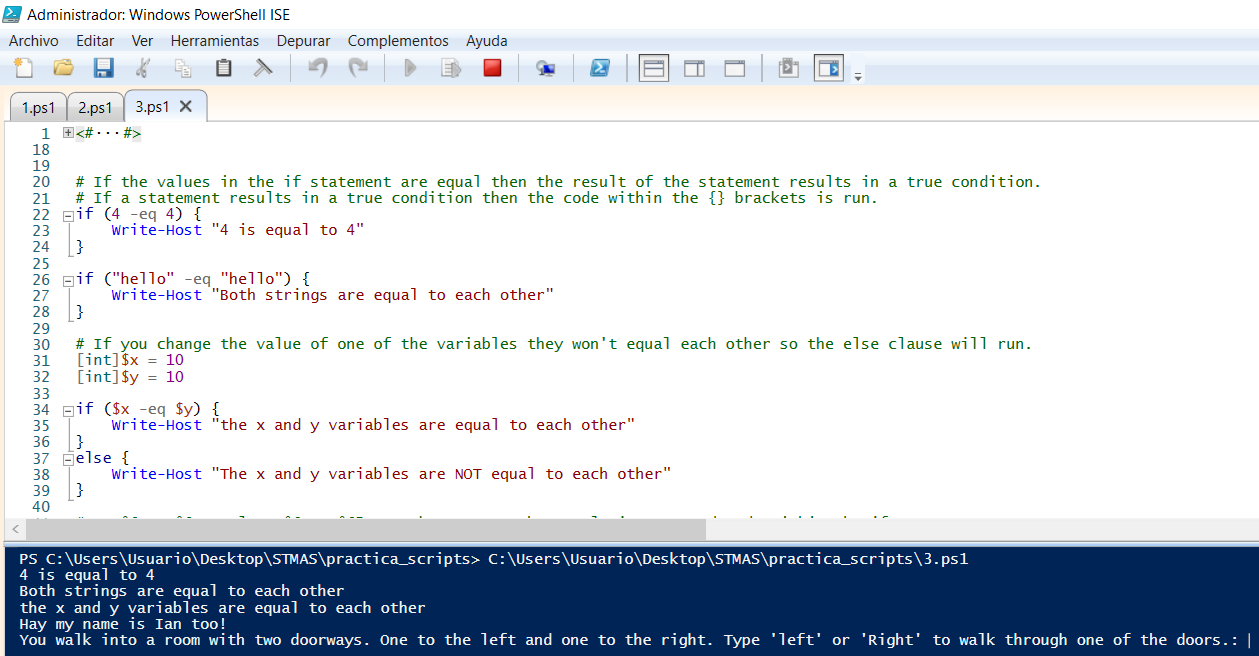 Administrador: Windows PowerShell ISE
Archivo Editar Ver Herramientas Depurar Complementos Ayuda
1.ps1 2.ps1 3.ps1
1 <#...#>
18
19
20 # If the values in the if statement are equal then the result of the statement results in a true condition.
21 # If a statement results in a true condition then the code within the {} brackets is run.
22 if (4 -eq 4) {
23 Write-Host "4 is equal to 4"
24 }
25
26 if ("hello" -eq "hello") {
27 Write-Host "Both strings are equal to each other"
28 }
29
30 # If you change the value of one of the variables they won't equal each other so the else clause will run.
31 [int]$x = 10
32 [int]$y = 10
33
34 if ($x -eq $y) {
35 Write-Host "the x and y variables are equal to each other"
36 }
37 else {
38 Write-Host "The x and y variables are NOT equal to each other"
39 }
40
PS C:\Users\Usuario\Desktop\STMAS\practica_scripts> C:\Users\Usuario\Desktop\STMAS\practica_scripts\3.ps1
4 is equal to 4
Both strings are equal to each other
the x and y variables are equal to each other
Hay my name is Ian too!
You walk into a room with two doorways. One to the left and one to the right. Type 'left' or 'Right' to walk through one of the doors.: